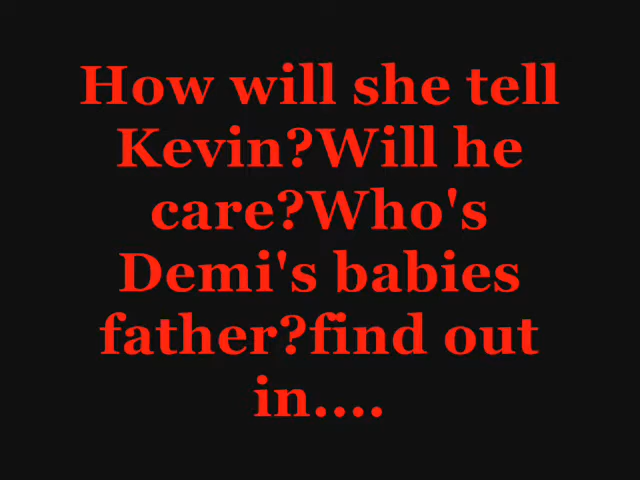 How will she tell
Kevin?Will he
care?Who's
Demi's babies
father?find out
in....